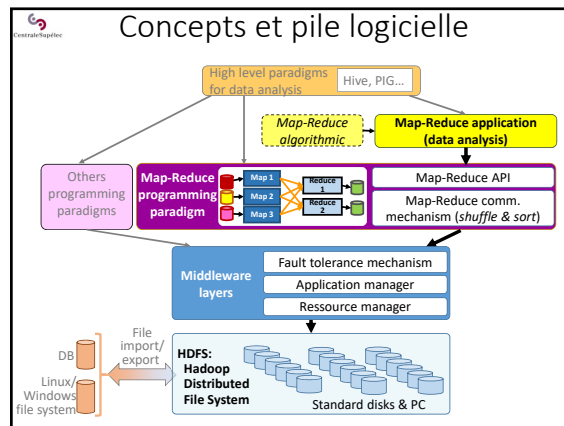 CentraleSupélec
Concepts et pile logicielle
High level paradigms
for data analysis
Hive, PIG...
Map-Reduce
algorithmic
Map-Reduce application
(data analysis)
Others
programming
paradigms
Map-Reduce
programming
paradigm
Map 1
Map 2
Map 3
Reduce
1
Reduce
2
Map-Reduce API
Map-Reduce comm.
mechanism (shuffle & sort)
Middleware
layers
Fault tolerance mechanism
Application manager
Ressource manager
DB
Linux/
Windows
file system
File
import/
export
HDFS:
Hadoop
Distributed
File System
Standard disks & PC